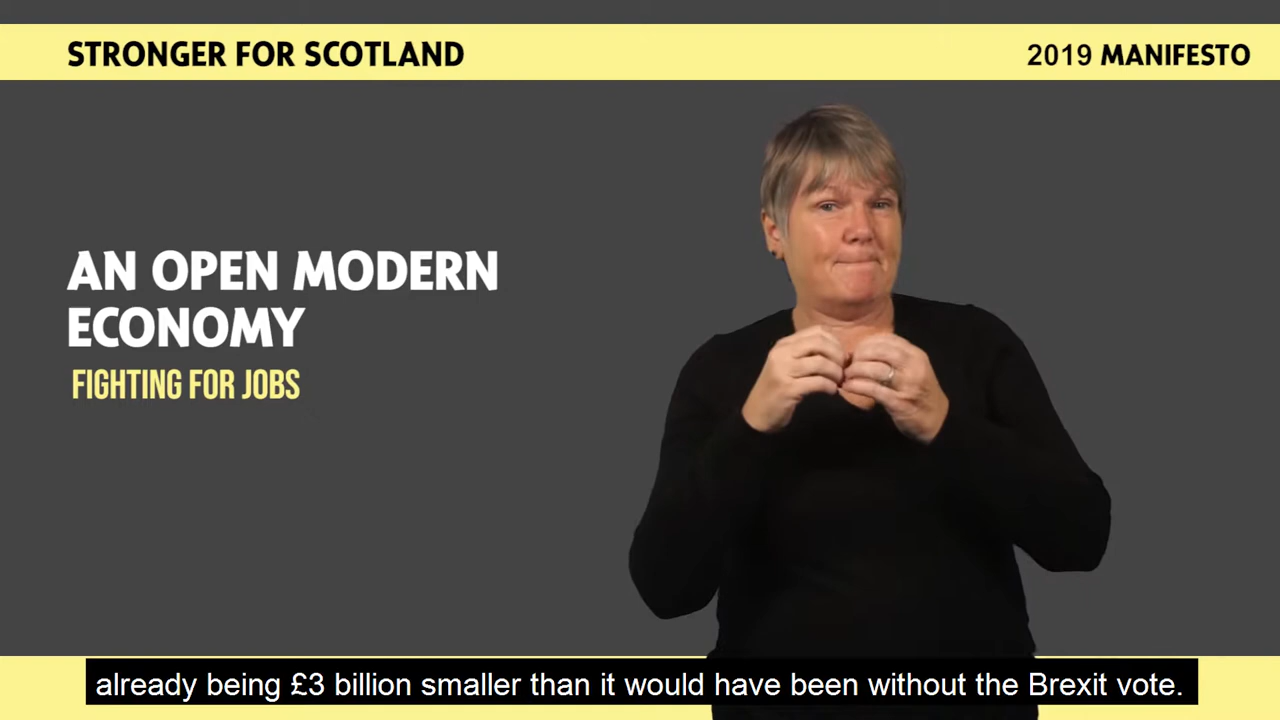 STRONGER FOR SCOTLAND
2019 MANIFESTO
AN OPEN MODERN
ECONOMY
FIGHTING FOR JOBS
already being £3 billion smaller than it would have been without the Brexit vote.